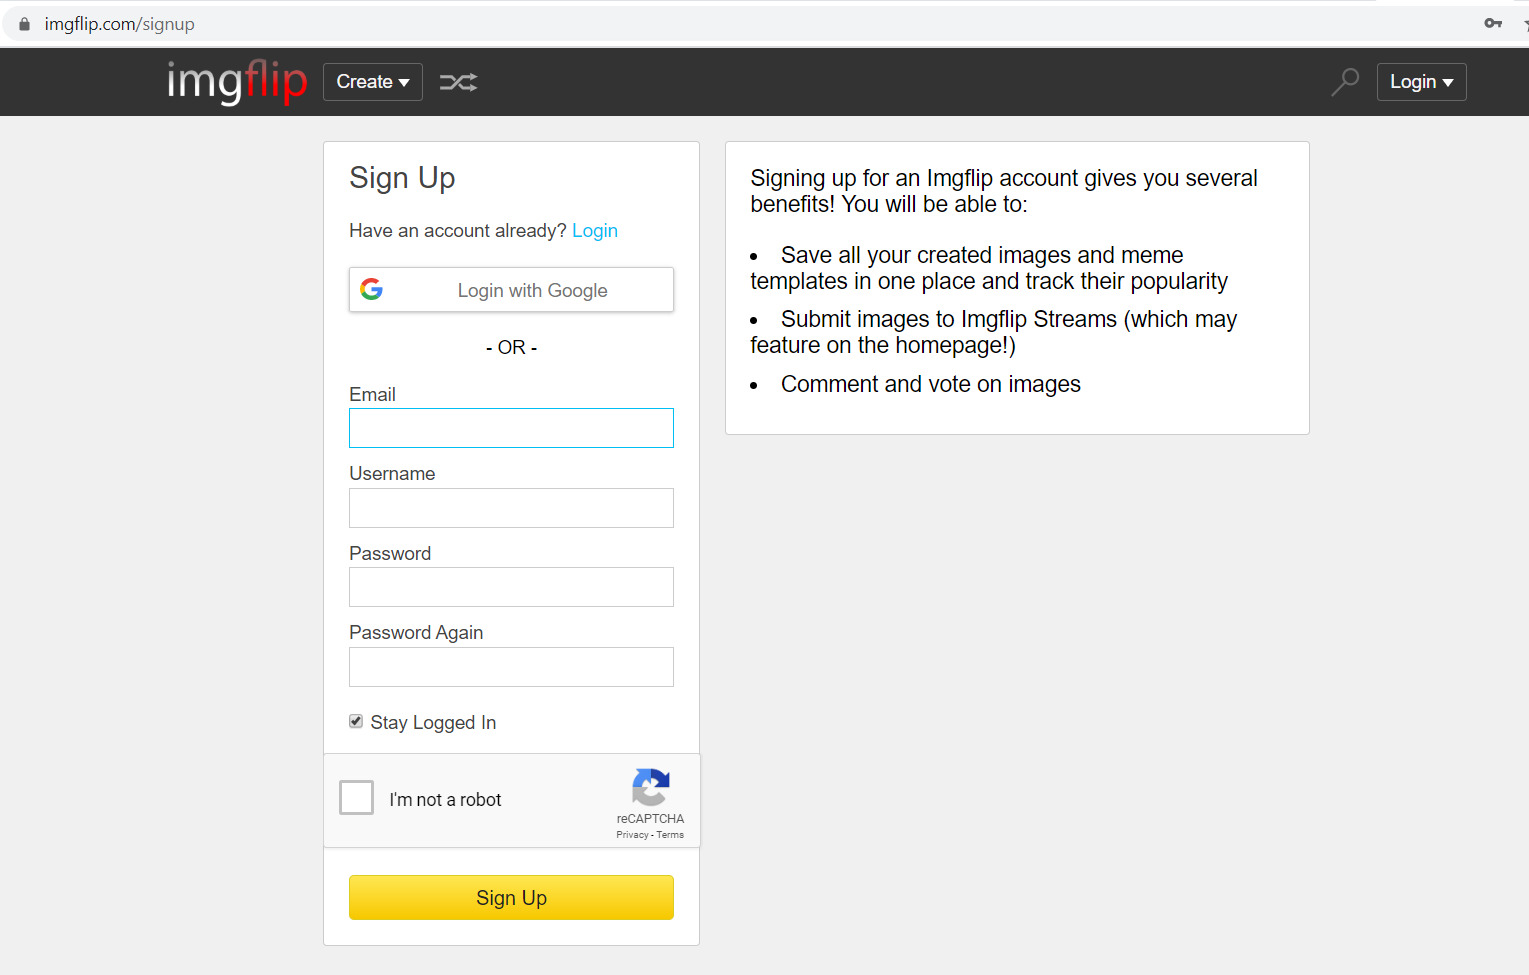 imgflip.com/signup
imgflip
Create
Login
Sign Up
Have an account already? Login
Login with Google
- OR -
Email
Username
Password
Password Again
Stay Logged In
I'm not a robot
reCAPTCHA
Privacy - Terms
Sign Up
Signing up for an Imgflip account gives you several
benefits! You will be able to:
• Save all your created images and meme
templates in one place and track their popularity
• Submit images to Imgflip Streams (which may
feature on the homepage!)
• Comment and vote on images